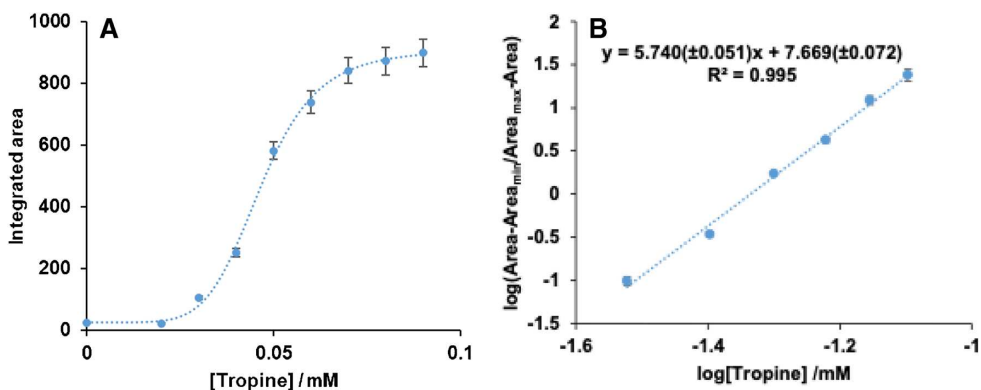 A
1000
800
600
400
200
0
Integrated area
0
0.05
0.1
[Tropine] / mM
B
y = 5.740(±0.051)x + 7.669(±0.072)
R² = 0.995
2
1.5
1
0.5
0
-0.5
-1
-1.5
log(Area-Areamin/Areamax-Area)
-1.6
-1.4
-1.2
-1
log[Tropine] /mM